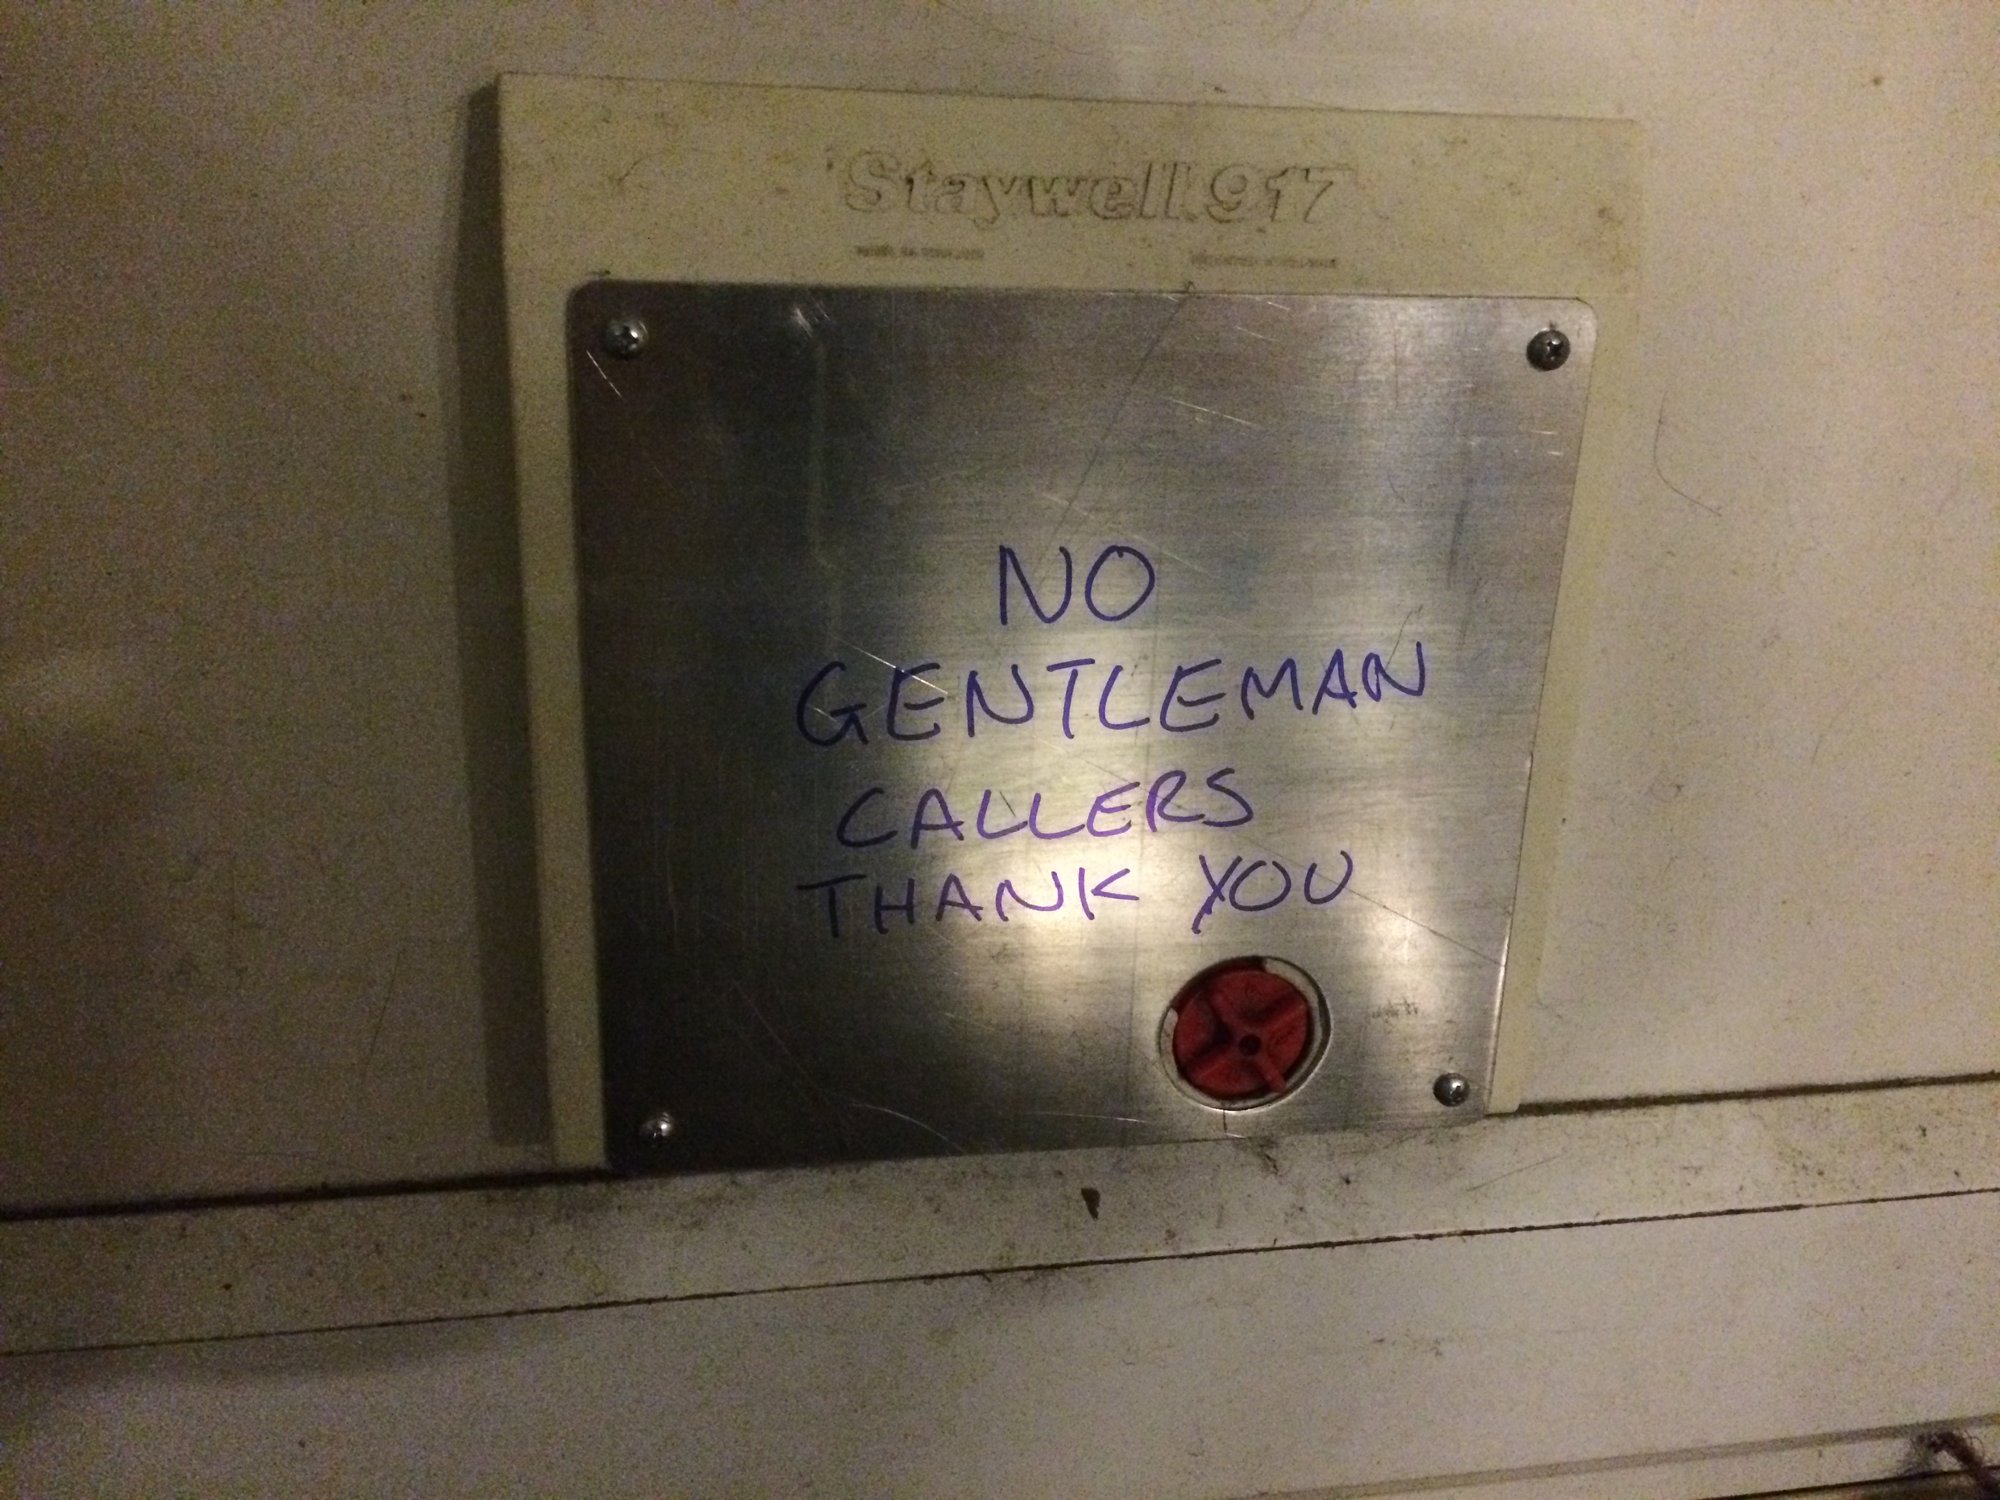 Staywell 917
NO
GENTLEMAN
CALLERS
THANK YOU